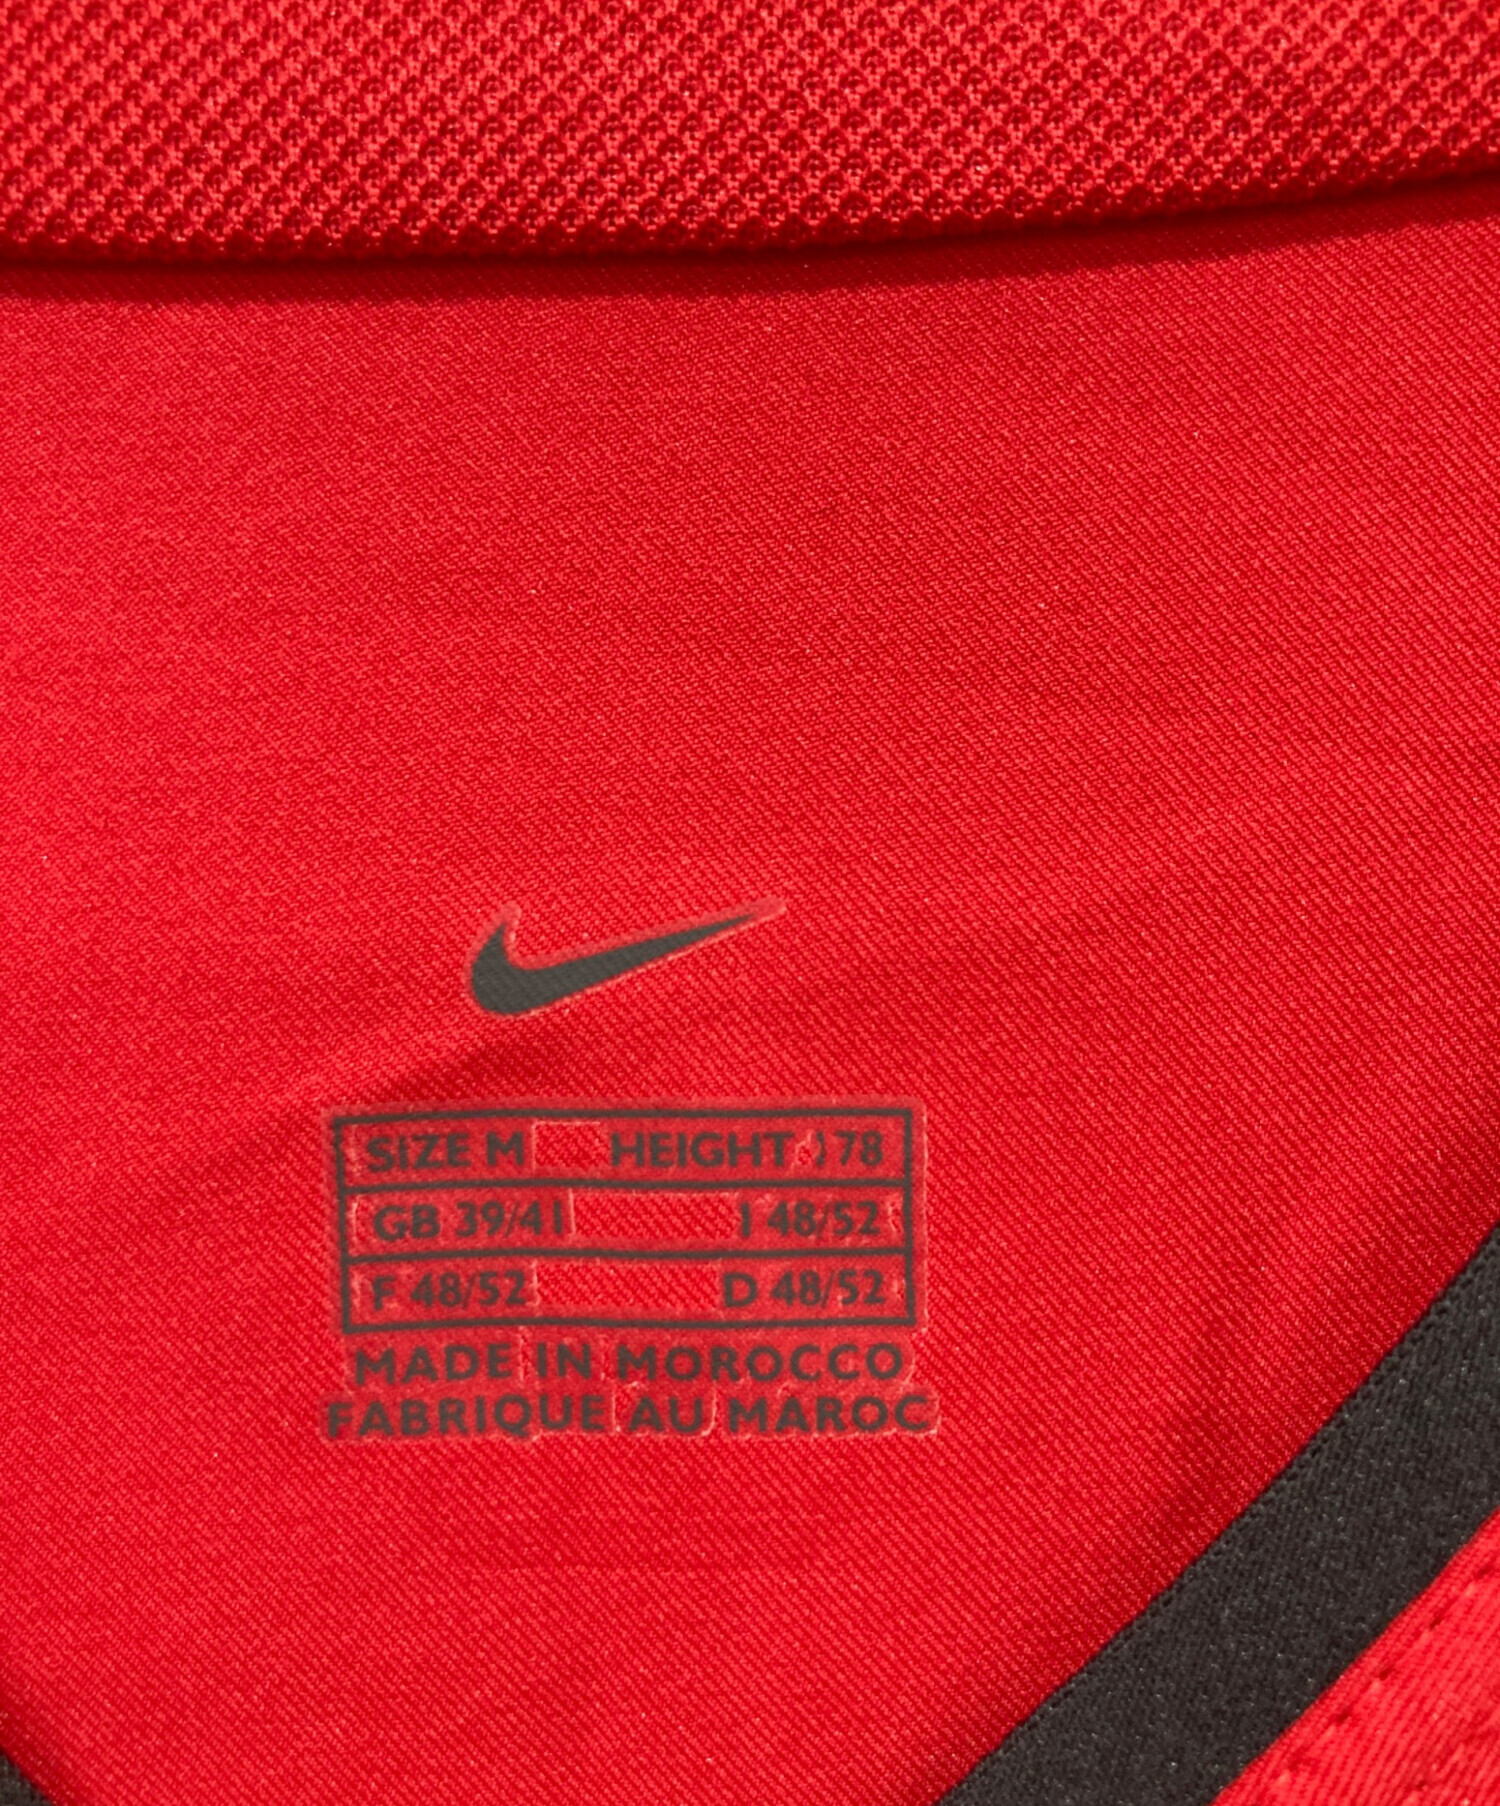 SIZE M HEIGHT 178
GB 39/41 I 48/52
F 48/52 D 48/52
MADE IN MOROCCO
FABRIQUE AU MAROC